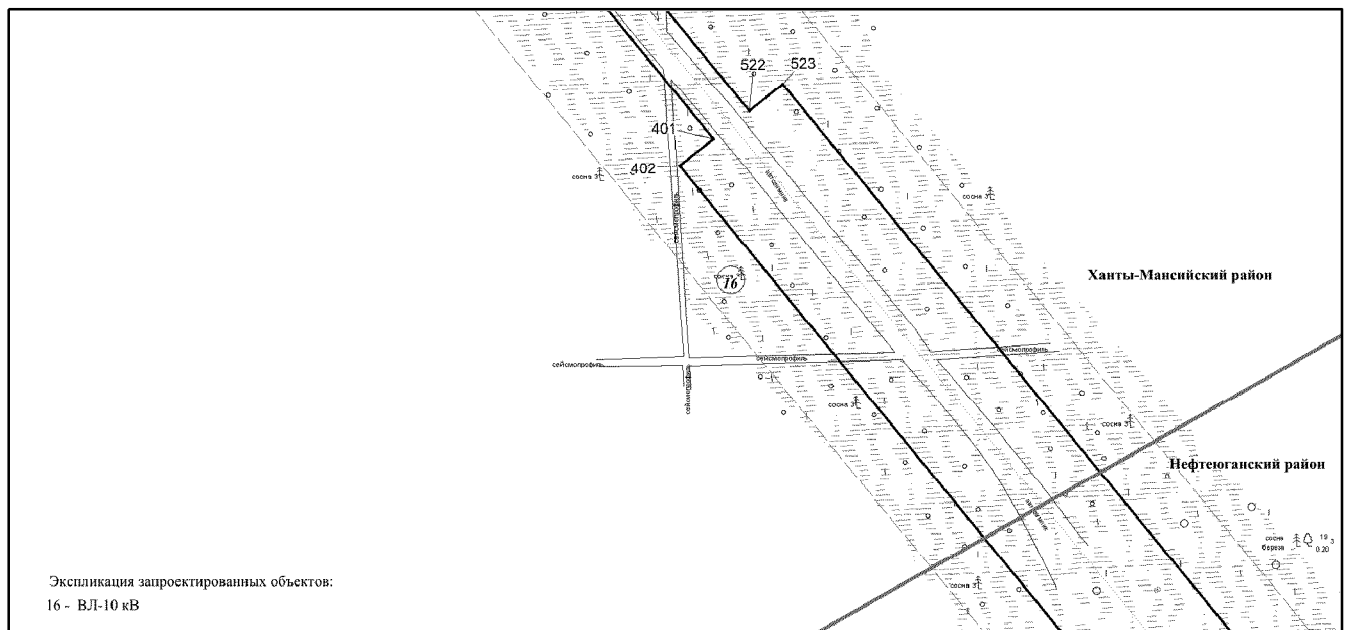 522 523
401
402
сосна 3
сосна 3
сейсмопрофиль
сосна
16
Ханты-Мансийский район
сейсмопрофиль
сейсмопрофиль
сейсмопрофиль
сейсмопрофиль
сосна 3
сосна 3
Нефтеюганский район
сосна
береза
19 3
0.20
сосна 3
Экспликация запроектированных объектов:
16 - ВЛ-10 кВ